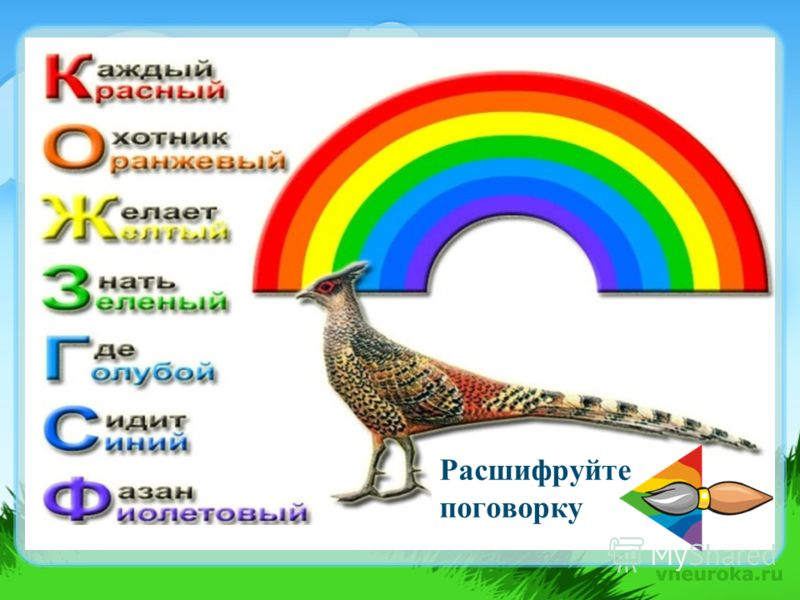 Каждый
Красный
Охотник
Оранжевый
Желает
Желтый
Знать
Зеленый
Где
Голубой
Сидит
Синий
Фазан
Фиолетовый
Расшифруйте
поговорку
MyShared
vneuroka.ru